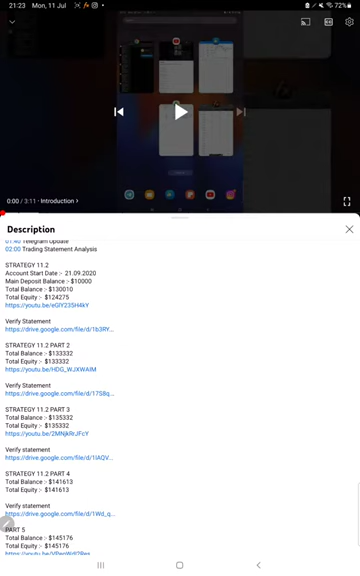 21:23 Mon, 11 Jul
72%
0:00 / 3:11 · Introduction >
Description
01:40 Telegram Update
02:00 Trading Statement Analysis
STRATEGY 11.2
Account Start Date :- 21.09.2020
Main Deposit Balance :- $10000
Total Balance :- $130010
Total Equity :- $124275
https://youtu.be/eGlY235H4kY
Verify Statement
https://drive.google.com/file/d/1b3RY...
STRATEGY 11.2 PART 2
Total Balance :- $133332
Total Equity :- $133332
https://youtu.be/HDG_WJXWAfM
Verify Statement
https://drive.google.com/file/d/17S8q...
STRATEGY 11.2 PART 3
Total Balance :- $135332
Total Equity :- $135332
https://youtu.be/2MNjkRrJFcY
Verify statement
https://drive.google.com/file/d/1IAQV...
STRATEGY 11.2 PART 4
Total Balance :- $141613
Total Equity :- $141613
Verify statement
https://drive.google.com/file/d/1Wd_q...
PART 5
Total Balance :- $145176
Total Equity :- $145176